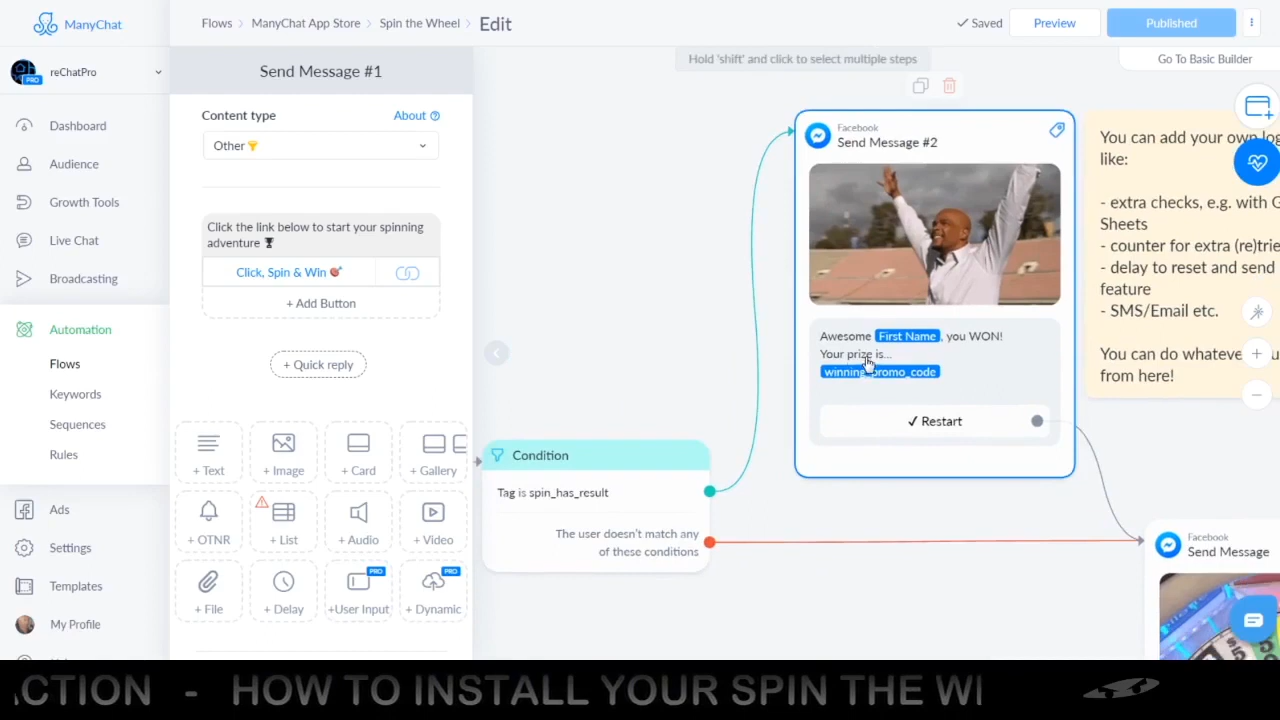 ManyChat
Flows
ManyChat App Store
Spin the Wheel
Edit
Saved
Preview
Published
reChatPro
PRO
Send Message #1
Hold 'shift' and click to select multiple steps
Go To Basic Builder
Dashboard
Audience
Growth Tools
Live Chat
Broadcasting
Automation
Flows
Keywords
Sequences
Rules
Ads
Settings
Templates
My Profile
Content type
About
Other
Click the link below to start your spinning
adventure
Click, Spin & Win
+ Add Button
+ Quick reply
+ Text
+ Image
+ Card
+ Gallery
+ OTNR
+ List
+ Audio
+ Video
PRO
PRO
+ File
+ Delay
+User Input
+ Dynamic
Condition
Tag is spin_has_result
The user doesn't match any
of these conditions
Facebook
Send Message #2
Awesome First Name, you WON!
Your prize is...
winning_promo_code
✓ Restart
You can add your own log
like:
- extra checks, e.g. with G
Sheets
- counter for extra (re)trie
- delay to reset and send
feature
- SMS/Email etc.
You can do whateve
from here!
Facebook
Send Message
ACTION - HOW TO INSTALL YOUR SPIN THE WI